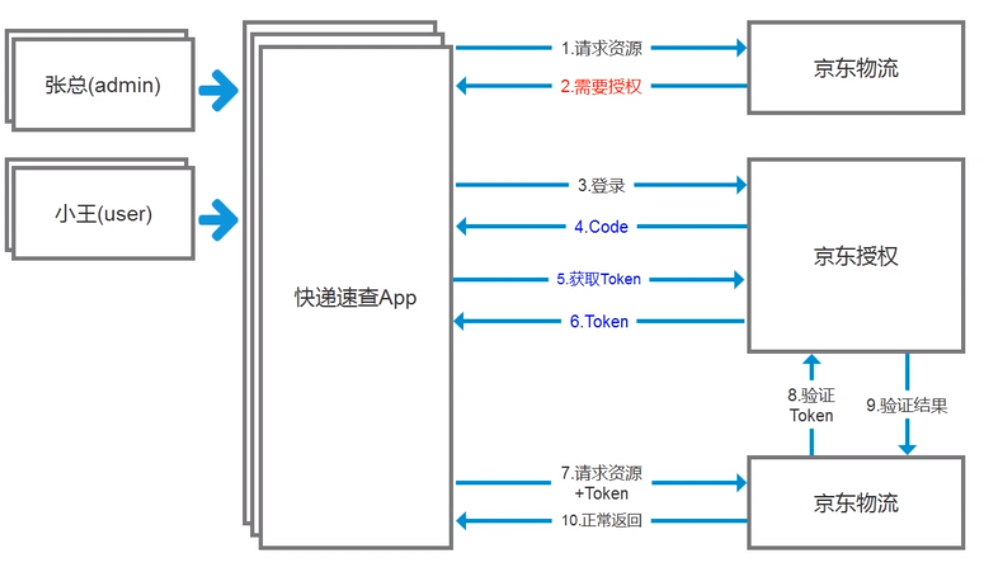 张总(admin)
小王(user)
快递速查App
1.请求资源
2.需要授权
京东物流
3.登录
4.Code
5.获取Token
6.Token
京东授权
8.验证
Token
9.验证结果
7.请求资源
+Token
10.正常返回
京东物流